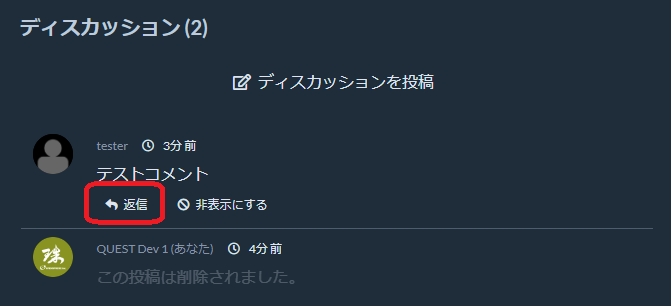 ディスカッション (2)
ディスカッションを投稿
tester 3分前
テストコメント
返信 非表示にする
QUEST Dev 1 (あなた) 4分前
この投稿は削除されました。